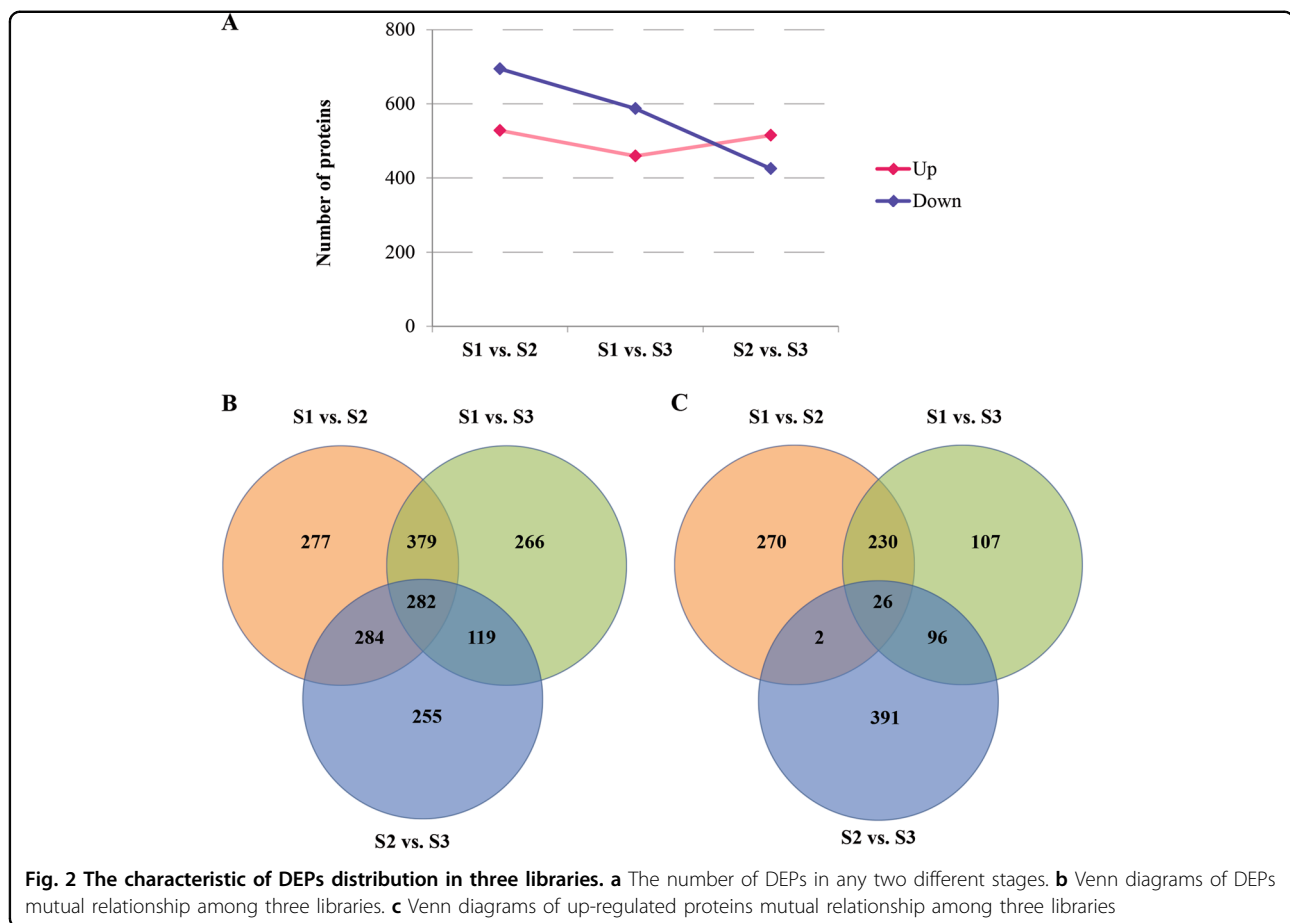 A
800
600
400
200
0
Number of proteins
S1 vs. S2
S1 vs. S3
S2 vs. S3
Up
Down
B
S1 vs. S2
S1 vs. S3
277
379
266
282
284
119
255
S2 vs. S3
C
S1 vs. S2
S1 vs. S3
270
230
107
26
2
96
391
S2 vs. S3
Fig. 2 The characteristic of DEPs distribution in three libraries. a The number of DEPs in any two different stages. b Venn diagrams of DEPs
mutual relationship among three libraries. c Venn diagrams of up-regulated proteins mutual relationship among three libraries